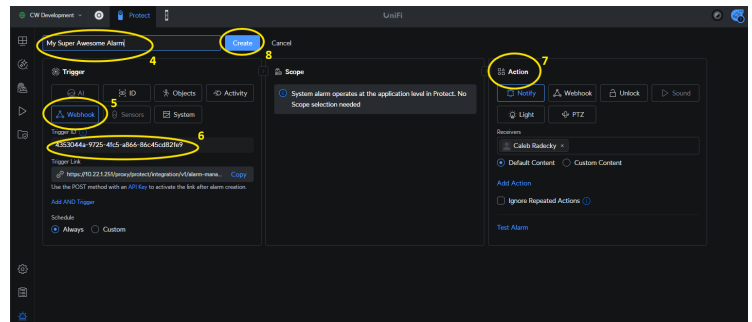 CW Development
Protect
UniFi
My Super Awesome Alarm
Create
Cancel
4
8
7
Trigger
Scope
Action
AI
ID
Objects
Activity
System alarm operates at the application level in Protect. No
Scope selection needed
Notify
Webhook
Unlock
Sound
5
Webhook
Sensors
System
Light
PTZ
Trigger ID
6
4353044a-9725-4fc5-a866-86c45cd82fe9
Receivers
Caleb Radecky ×
Trigger Link
https://10.22.1.251/proxy/protect/integration/v1/alarm-mana...
Copy
Default Content
Custom Content
Use the POST method with an API Key to activate the link after alarm creation.
Add Action
Add AND Trigger
Ignore Repeated Actions
Schedule
Always
Custom
Test Alarm